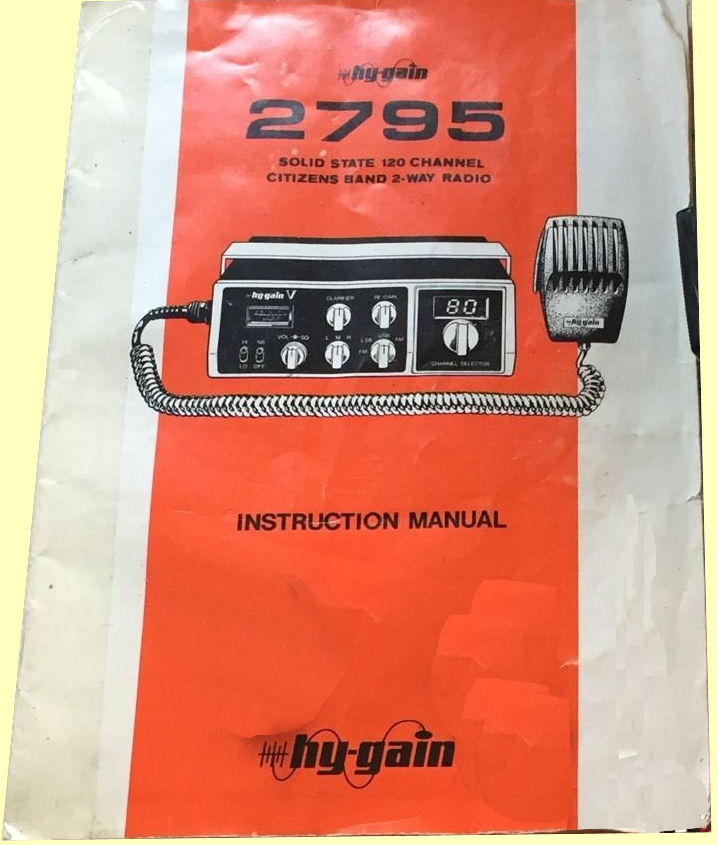 hy-gain
2795
SOLID STATE 120 CHANNEL
CITIZENS BAND 2-WAY RADIO
hy-gain V
CLARIFIER
RF GAIN
80
HI NB
VOL SQ
L M H
LSB USB AM
FM
LO OFF
CHANNEL SELECTOR
hy-gain
INSTRUCTION MANUAL
hy-gain